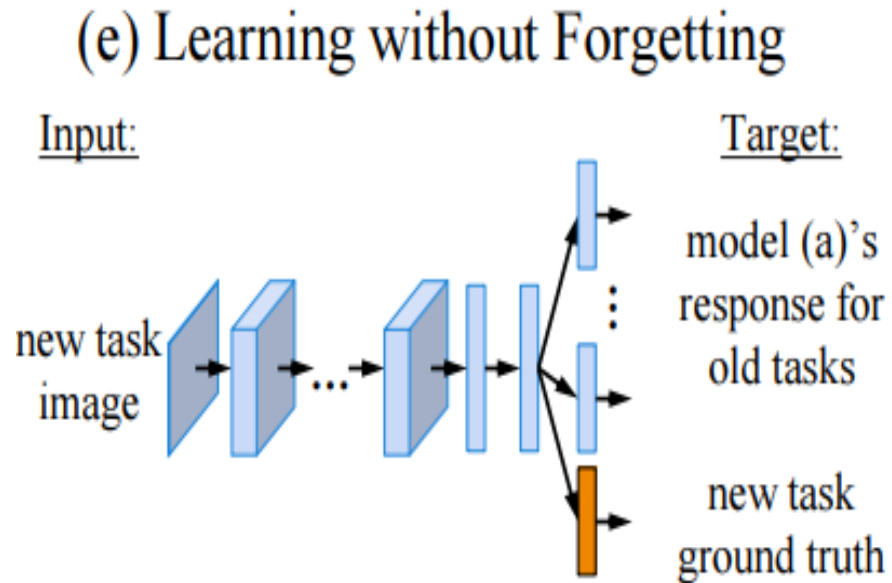 (e) Learning without Forgetting
Input:
Target:
new task
image
...
model (a)'s
response for
old tasks
new task
ground truth